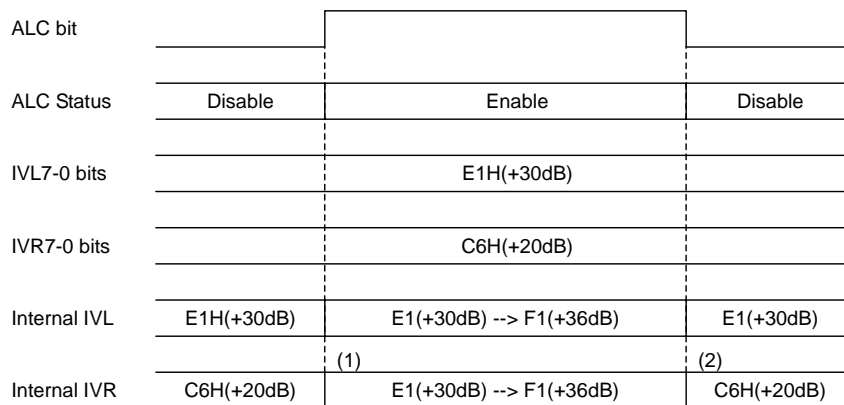 ALC bit
ALC Status Disable Enable Disable
IVL7-0 bits E1H(+30dB)
IVR7-0 bits C6H(+20dB)
Internal IVL E1H(+30dB) E1(+30dB) --> F1(+36dB) E1(+30dB)
(1) (2)
Internal IVR C6H(+20dB) E1(+30dB) --> F1(+36dB) C6H(+20dB)